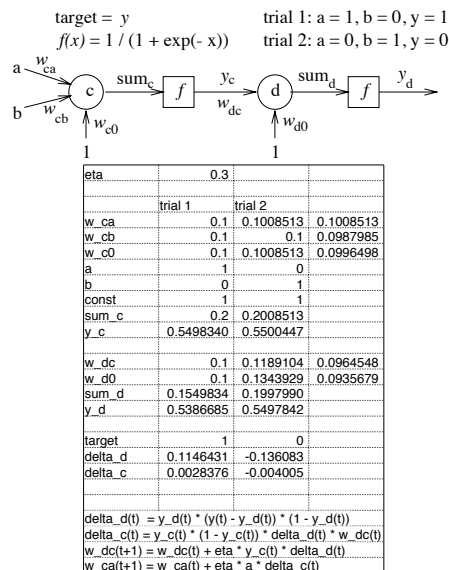 target = y
trial 1: a = 1, b = 0, y = 1
f(x) = 1 / (1 + exp(- x))
trial 2: a = 0, b = 1, y = 0
a
w_ca
b
w_cb
c
w_c0
1
sum_c
f
y_c
w_dc
d
w_d0
1
sum_d
f
y_d
eta 0.3
trial 1 trial 2
w_ca 0.1 0.1008513 0.1008513
w_cb 0.1 0.1 0.0987985
w_c0 0.1 0.1008513 0.0996498
a 1 0
b 0 1
const 1 1
sum_c 0.2 0.2008513
y_c 0.5498340 0.5500447
w_dc 0.1 0.1189104 0.0964548
w_d0 0.1 0.1343929 0.0935679
sum_d 0.1549834 0.1997990
y_d 0.5386685 0.5497842
target 1 0
delta_d 0.1146431 -0.136083
delta_c 0.0028376 -0.004005
delta_d(t) = y_d(t) * (y(t) - y_d(t)) * (1 - y_d(t))
delta_c(t) = y_c(t) * (1 - y_c(t)) * delta_d(t) * w_dc(t)
w_dc(t+1) = w_dc(t) + eta * y_c(t) * delta_d(t)
w_ca(t+1) = w_ca(t) + eta * a * delta_c(t)